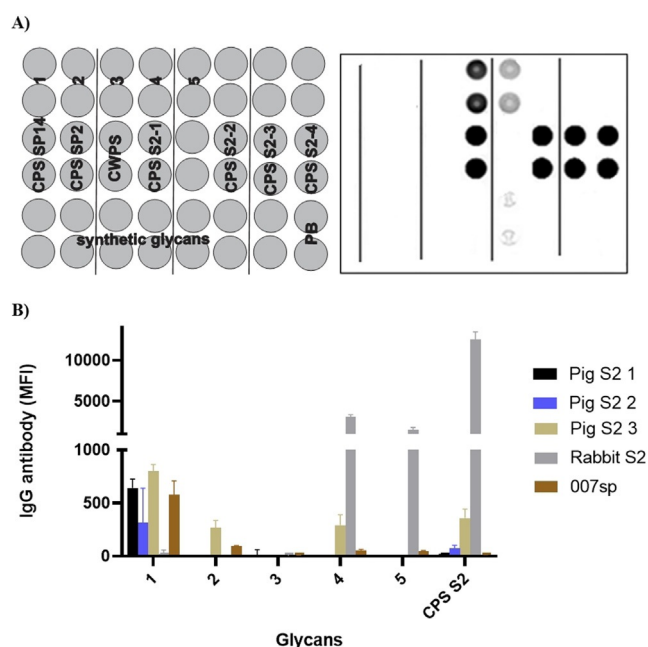 A)
1
2
3
4
5
CPS SP14
CPS SP2
CWPS
CPS S2-1
CPS S2-2
CPS S2-3
CPS S2-4
synthetic glycans
PB
B)
IgG antibody (MFI)
10000
5000
1000
500
0
1
2
3
4
5
CPS S2
Glycans
Pig S2 1
Pig S2 2
Pig S2 3
Rabbit S2
007sp